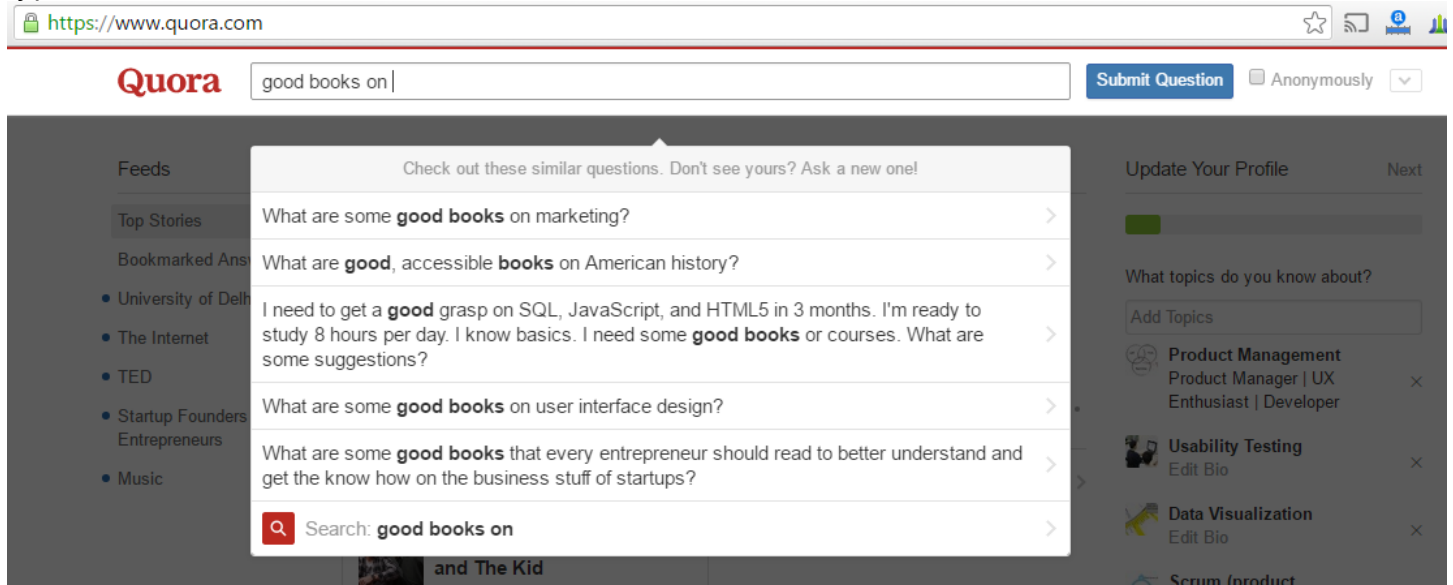 https://www.quora.com
Quora
good books on
Submit Question
Anonymously
Check out these similar questions. Don't see yours? Ask a new one!
What are some good books on marketing?
What are good, accessible books on American history?
I need to get a good grasp on SQL, JavaScript, and HTML5 in 3 months. I'm ready to
study 8 hours per day. I know basics. I need some good books or courses. What are
some suggestions?
What are some good books on user interface design?
What are some good books that every entrepreneur should read to better understand and
get the know how on the business stuff of startups?
Search: good books on
Feeds
Top Stories
Bookmarked Answ
University of Delh
The Internet
TED
Startup Founders
Entrepreneurs
Music
and The Kid
Update Your Profile
Next
What topics do you know about?
Add Topics
Product Management
Product Manager | UX
Enthusiast | Developer
Usability Testing
Edit Bio
Data Visualization
Edit Bio
Scrum (product